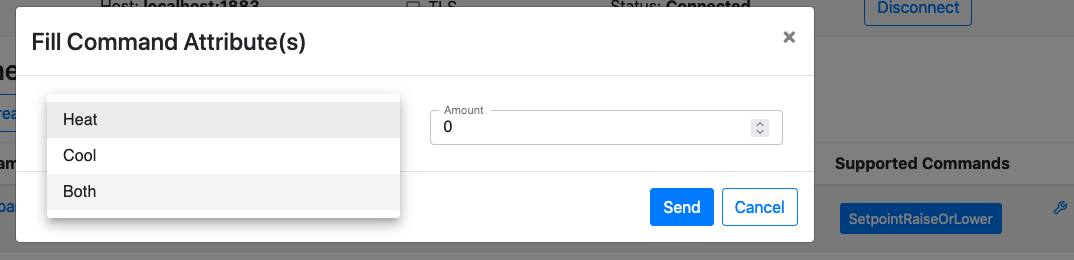 Host: localhost:1883
TLS
Status: Connected
Disconnect
Fill Command Attribute(s)
×
Heat
Cool
Both
Amount
0
Supported Commands
Send
Cancel
SetpointRaiseOrLower